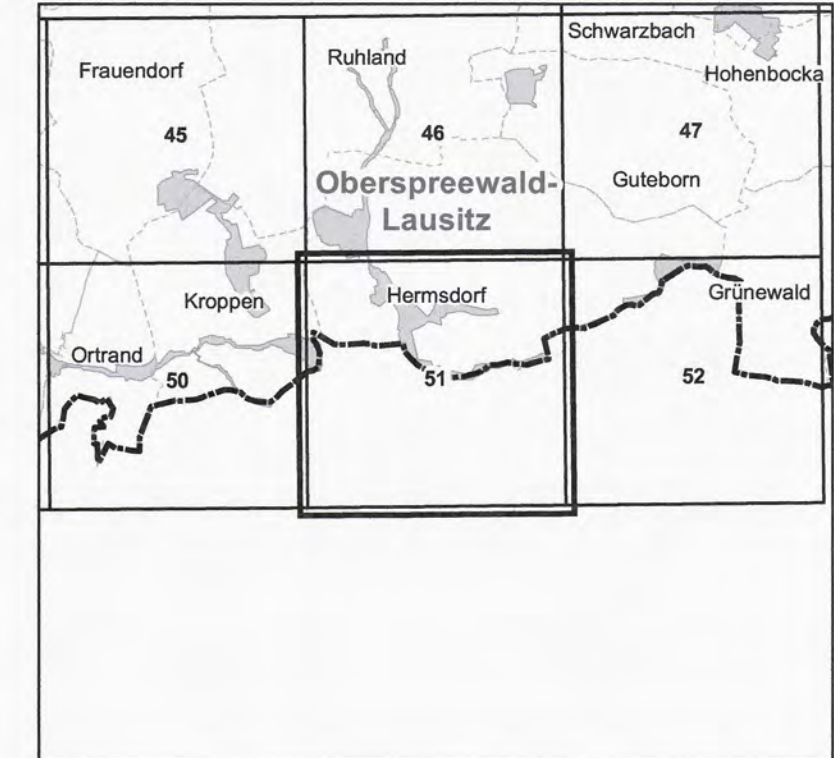 Schwarzbach
Ruhland
Frauendorf
Hohenbocka
45
46
47
Oberspreewald-
Lausitz
Guteborn
Kroppen
Hermsdorf
Grünewald
Ortrand
50
51
52